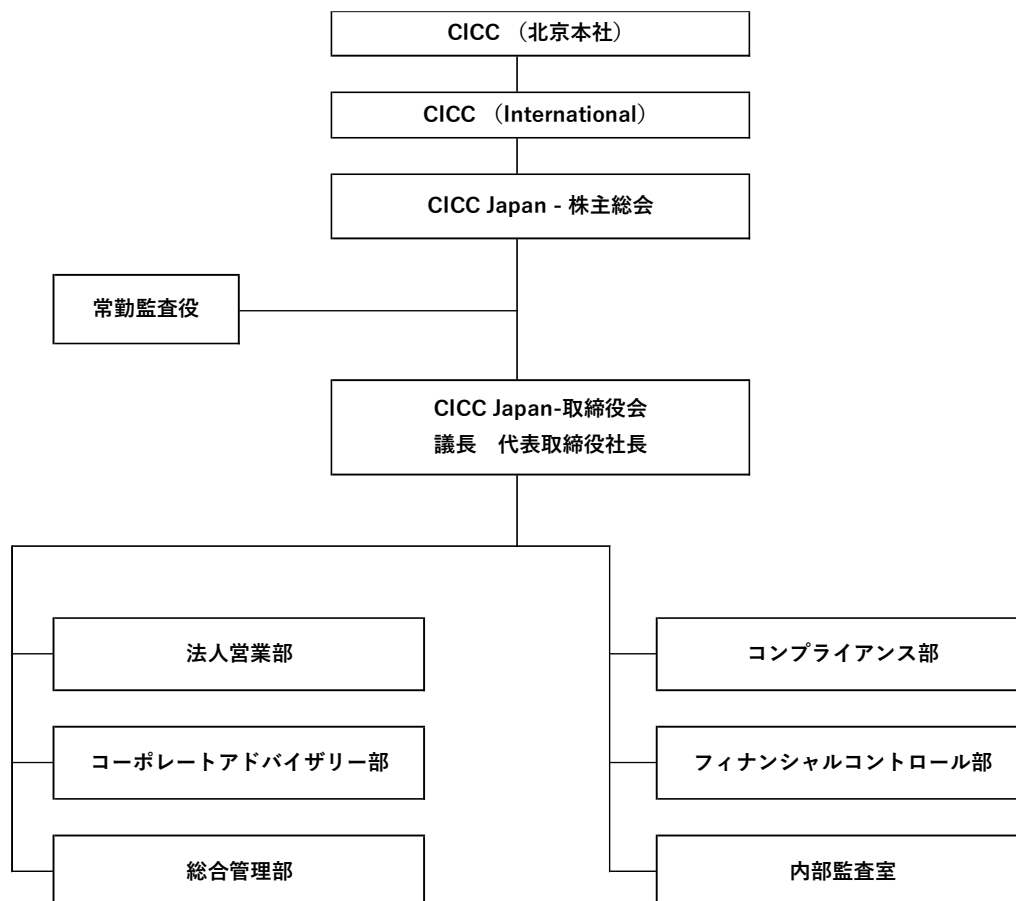 CICC （北京本社）
CICC （International）
CICC Japan - 株主総会
常勤監査役
CICC Japan-取締役会
議長　代表取締役社長
法人営業部
コンプライアンス部
コーポレートアドバイザリー部
フィナンシャルコントロール部
総合管理部
内部監査室